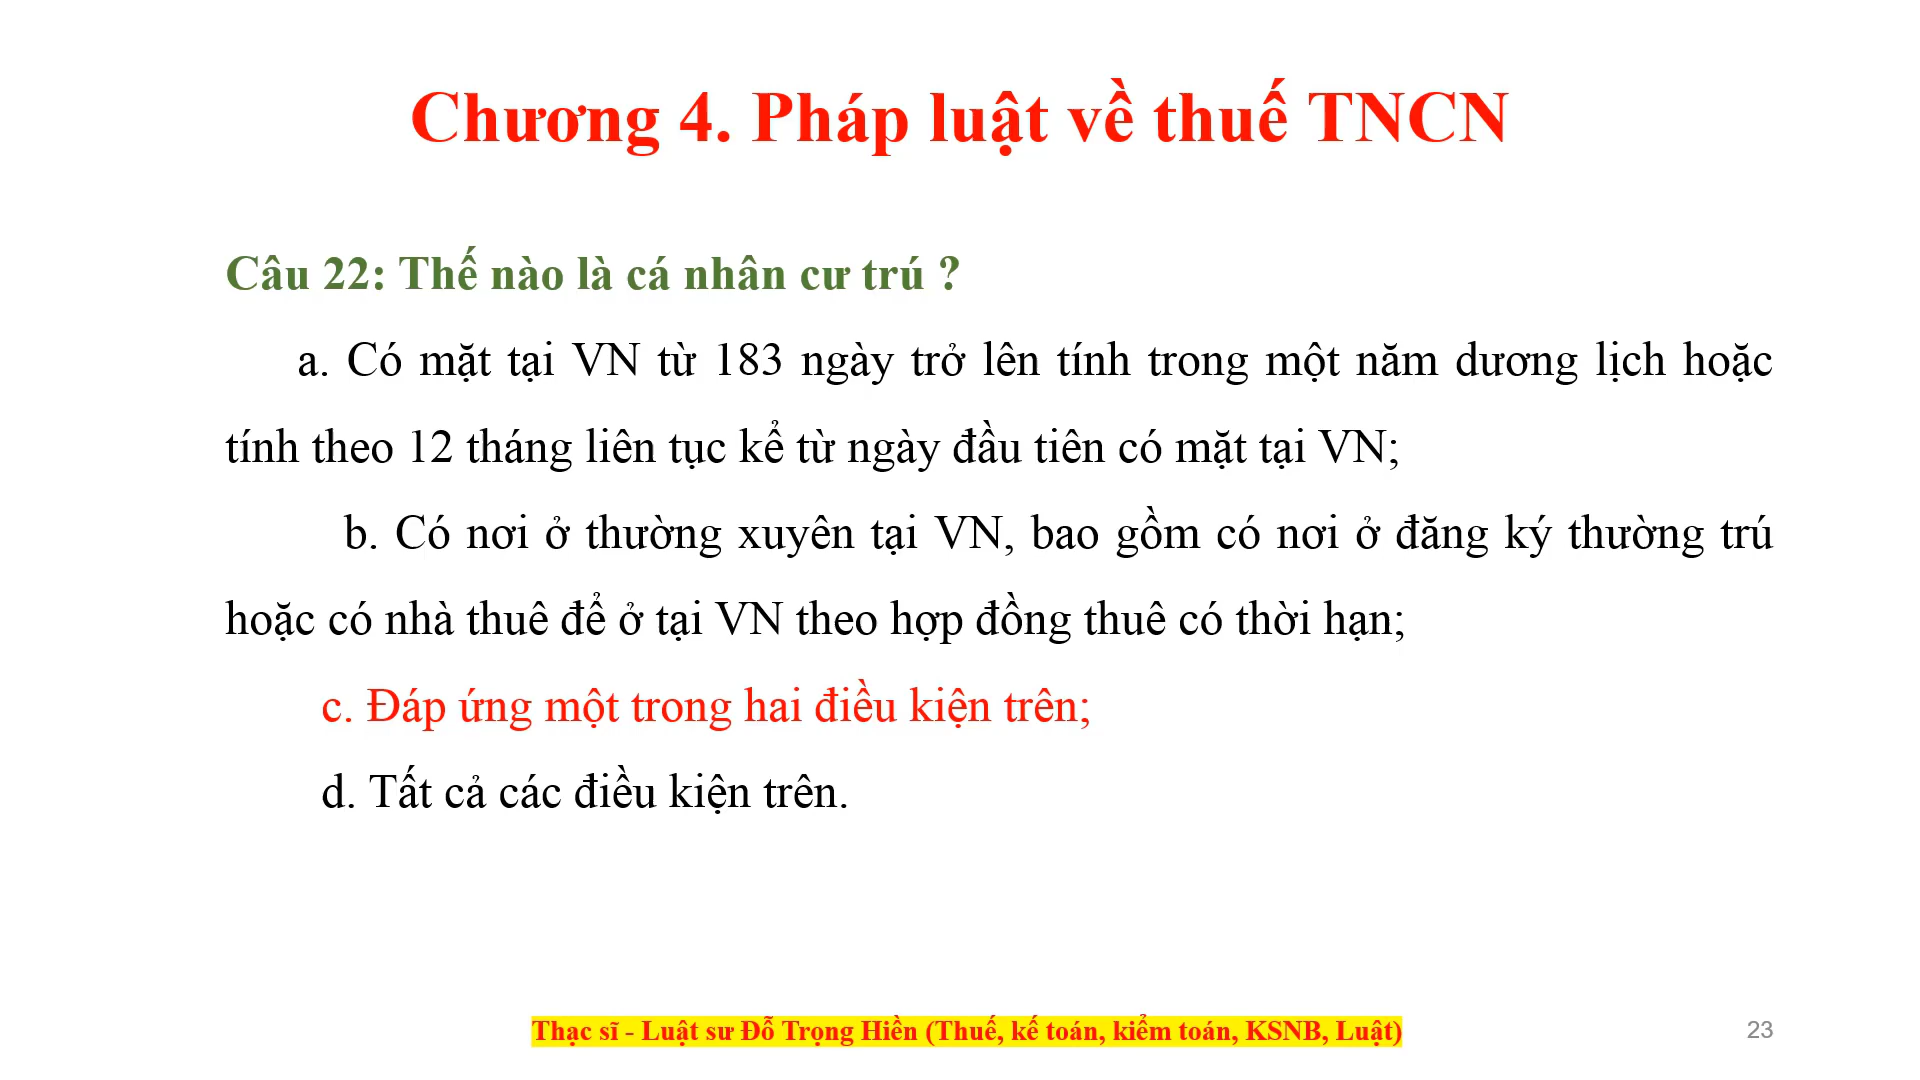 Chương 4. Pháp luật về thuế TNCN
Câu 22: Thế nào là cá nhân cư trú ?
a. Có mặt tại VN từ 183 ngày trở lên tính trong một năm dương lịch hoặc
tính theo 12 tháng liên tục kể từ ngày đầu tiên có mặt tại VN;
b. Có nơi ở thường xuyên tại VN, bao gồm có nơi ở đăng ký thường trú
hoặc có nhà thuê để ở tại VN theo hợp đồng thuê có thời hạn;
c. Đáp ứng một trong hai điều kiện trên;
d. Tất cả các điều kiện trên.
Thạc sĩ - Luật sư Đỗ Trọng Hiền (Thuế, kế toán, kiểm toán, KSNB, Luật)
23